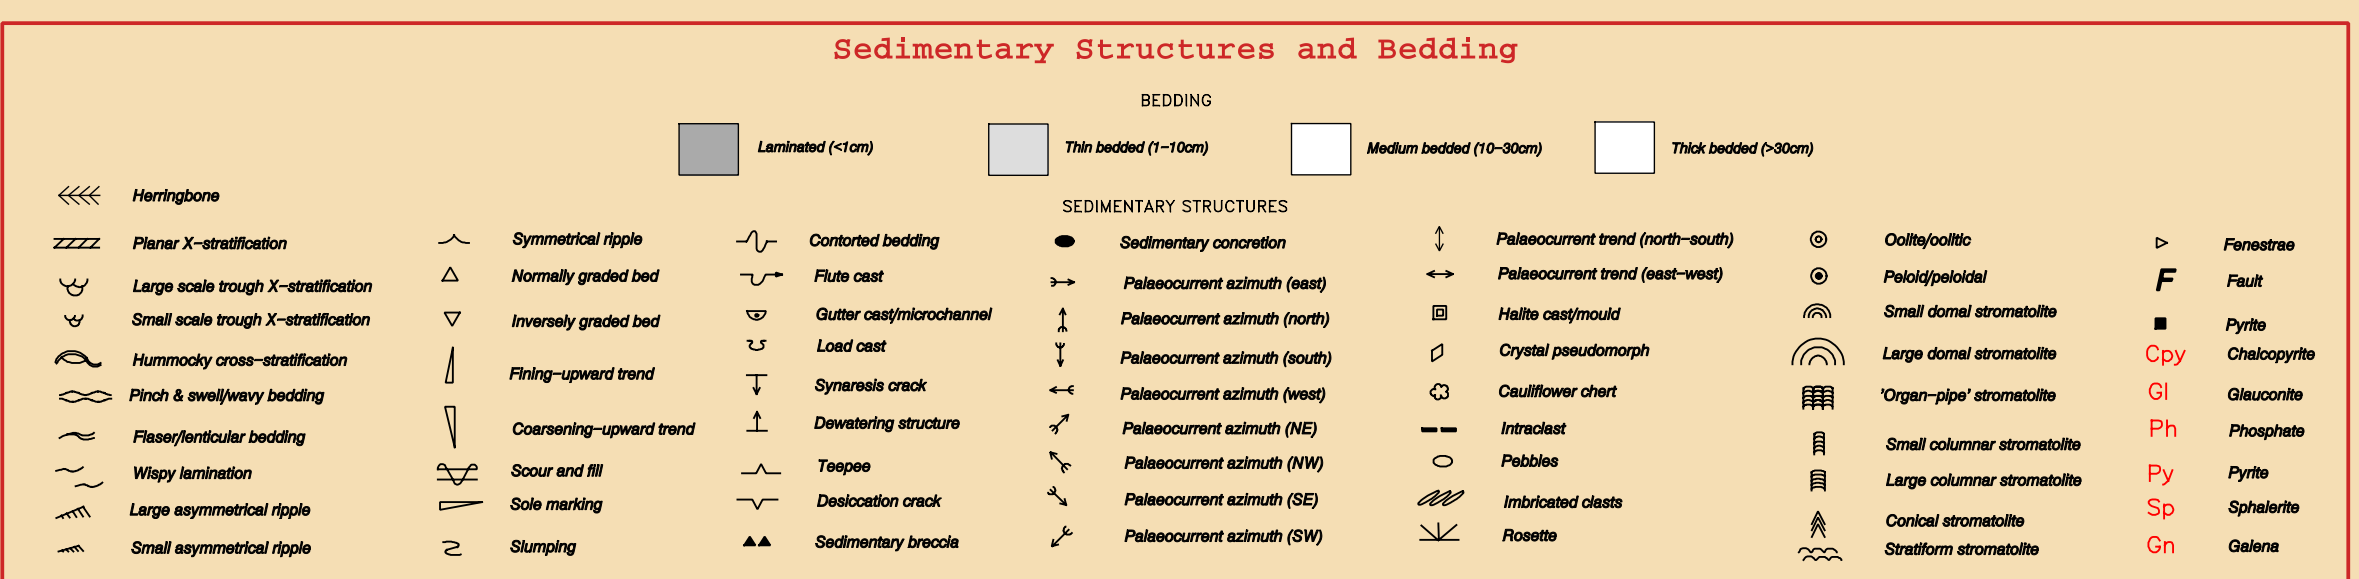 Sedimentary Structures and Bedding
BEDDING
Laminated (<1cm)
Thin bedded (1-10cm)
Medium bedded (10-30cm)
Thick bedded (>30cm)
SEDIMENTARY STRUCTURES
Herringbone
Planar X-stratification
Large scale trough X-stratification
Small scale trough X-stratification
Hummocky cross-stratification
Pinch & swell/wavy bedding
Flaser/lenticular bedding
Wispy lamination
Large asymmetrical ripple
Small asymmetrical ripple
Symmetrical ripple
Normally graded bed
Inversely graded bed
Fining-upward trend
Coarsening-upward trend
Scour and fill
Sole marking
Slumping
Contorted bedding
Flute cast
Gutter cast/microchannel
Load cast
Synaresis crack
Dewatering structure
Teepee
Desiccation crack
Sedimentary breccia
Sedimentary concretion
Palaeocurrent azimuth (east)
Palaeocurrent azimuth (north)
Palaeocurrent azimuth (south)
Palaeocurrent azimuth (west)
Palaeocurrent azimuth (NE)
Palaeocurrent azimuth (NW)
Palaeocurrent azimuth (SE)
Palaeocurrent azimuth (SW)
Palaeocurrent trend (north-south)
Palaeocurrent trend (east-west)
Halite cast/mould
Crystal pseudomorph
Cauliflower chert
Intraclast
Pebbles
Imbricated clasts
Rosette
Oolite/oolitic
Peloid/peloidal
Small domal stromatolite
Large domal stromatolite
'Organ-pipe' stromatolite
Small columnar stromatolite
Large columnar stromatolite
Conical stromatolite
Stratiform stromatolite
Fenestrae
F Fault
Pyrite
Cpy Chalcopyrite
Gl Glauconite
Ph Phosphate
Py Pyrite
Sp Sphalerite
Gn Galena